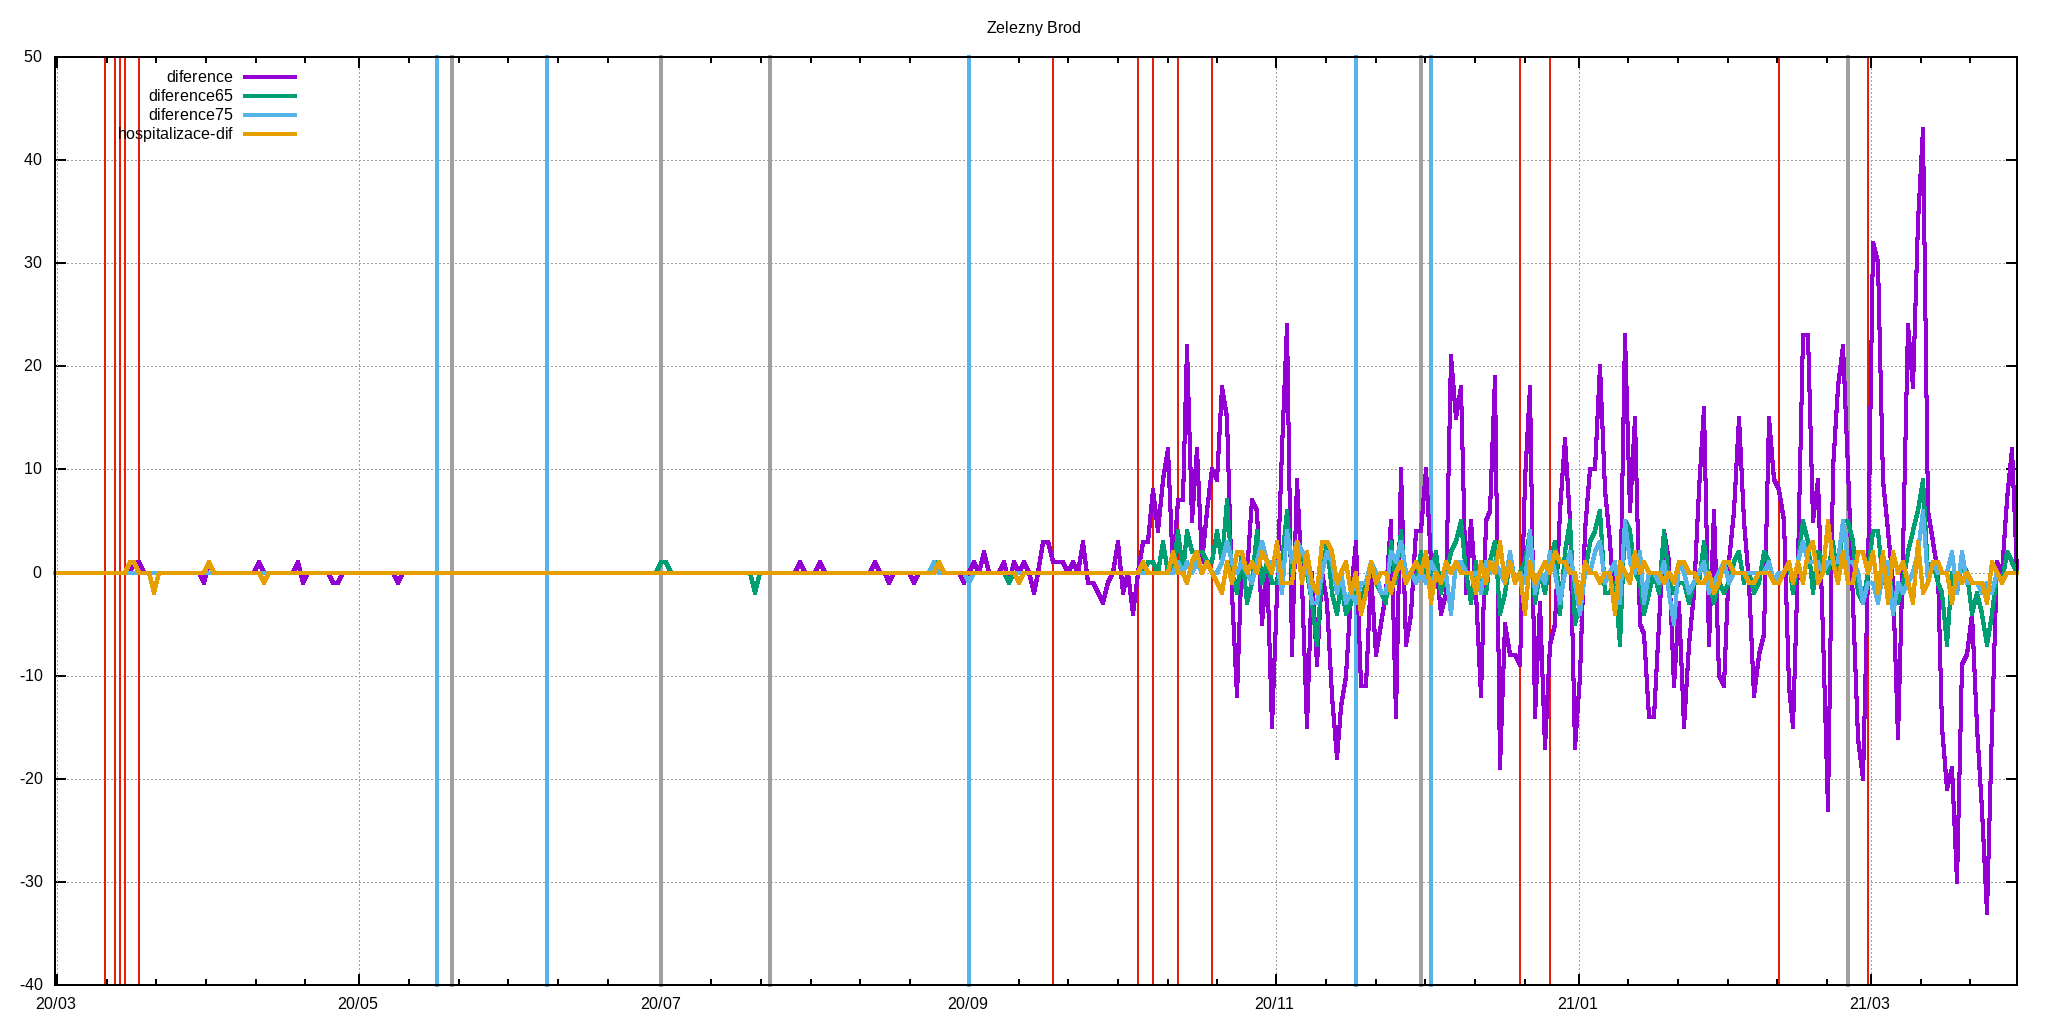 Zelezny Brod
50
40
30
20
10
0
-10
-20
-30
-40
diference
diference65
diference75
hospitalizace-dif
20/03 20/05 20/07 20/09 20/11 21/01 21/03